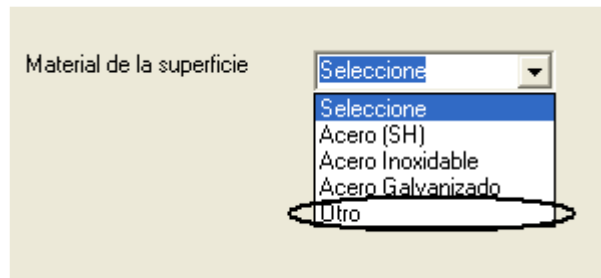 Material de la superficie
Seleccione
Seleccione
Acero (SH)
Acero Inoxidable
Acero Galvanizado
Otro